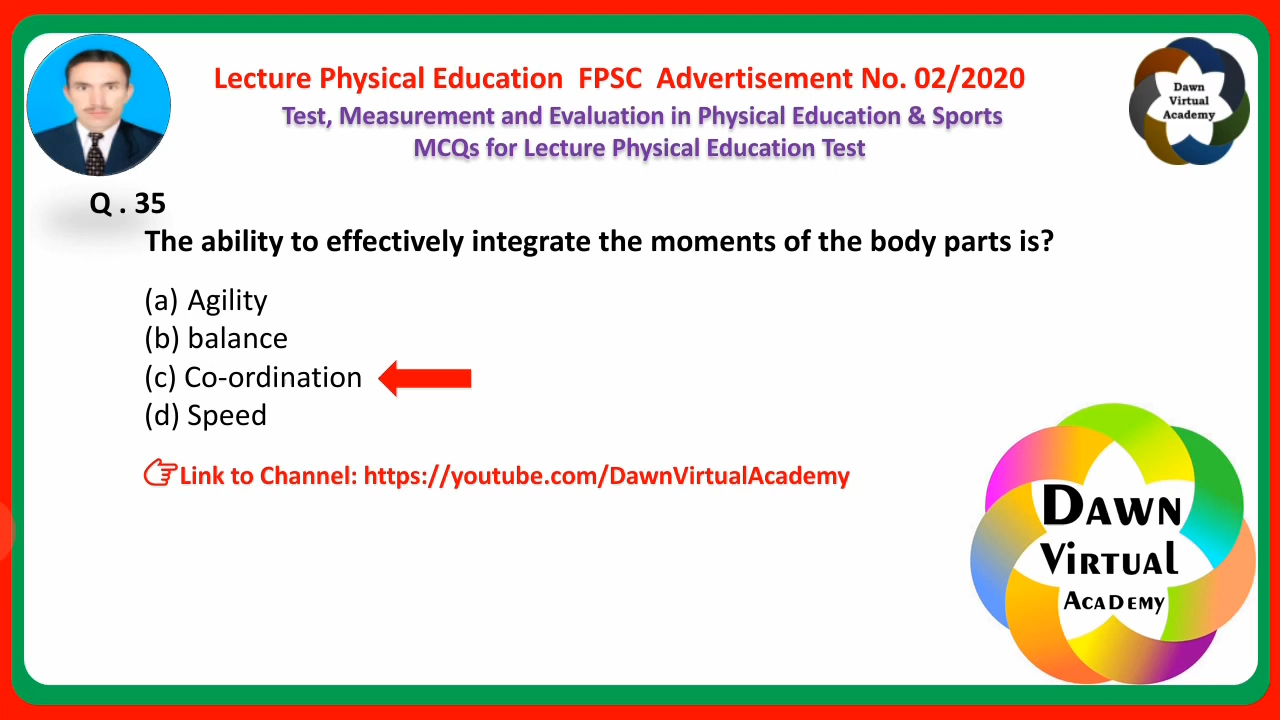 Lecture Physical Education FPSC Advertisement No. 02/2020
Test, Measurement and Evaluation in Physical Education & Sports
MCQs for Lecture Physical Education Test
Dawn
Virtual
Academy
Q . 35
The ability to effectively integrate the moments of the body parts is?
(a) Agility
(b) balance
(c) Co-ordination
(d) Speed
Link to Channel: https://youtube.com/DawnVirtualAcademy
DAWN
VIRTUAL
ACADEMY